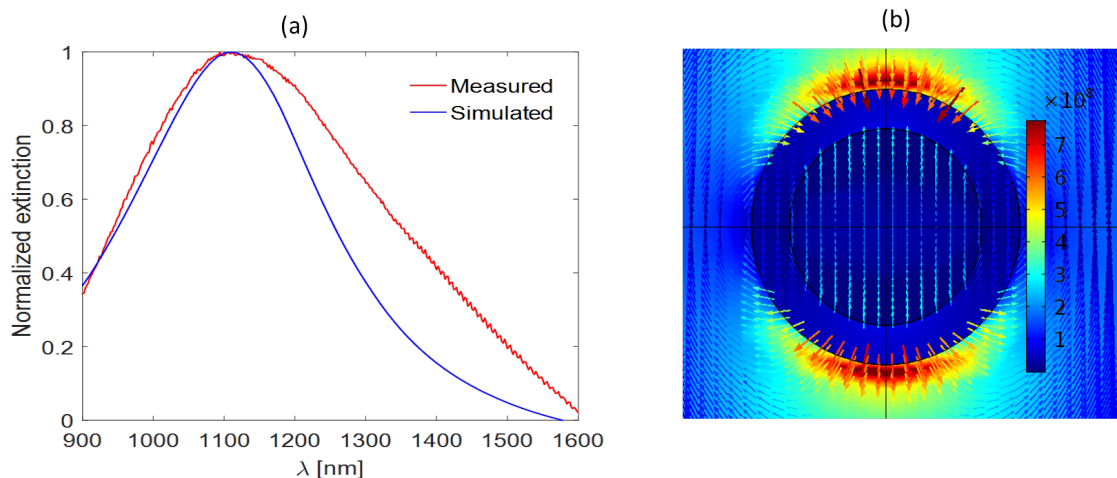 (a)
Normalized extinction
1
0.8
0.6
0.4
0.2
0
Measured
Simulated
900 1000 1100 1200 1300 1400 1500 1600
λ [nm]
(b)
×10⁸
7
6
5
4
3
2
1